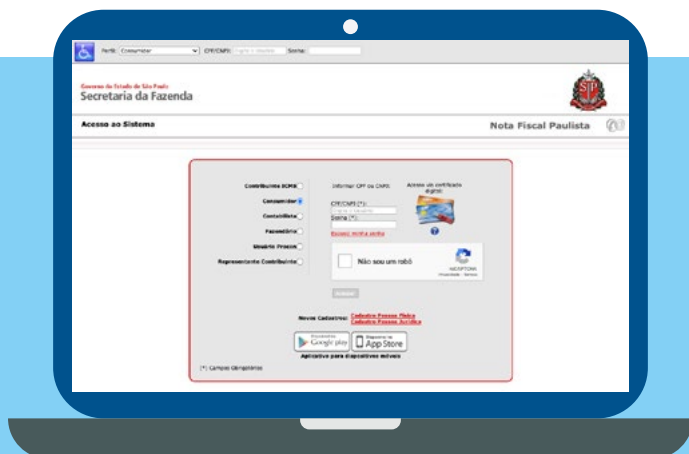 Perfil: Consumidor CPF/CNPJ: Senha:
Governo do Estado de São Paulo
Secretaria da Fazenda
SP
Acesso ao Sistema
Nota Fiscal Paulista
Contribuinte ICMS
Consumidor
Contabilista
Fazendário
Usuário Procon
Representante Contribuinte
Informar CPF ou CNPJ
CPF/CNPJ (*):
Senha (*):
Esqueci minha senha
Acesso via certificado
digital:
Não sou um robô
reCAPTCHA
Privacidade - Termos
Novos Cadastros: Cadastro Pessoa Física
Cadastro Pessoa Jurídica
Google play
App Store
Aplicativo para dispositivos móveis
(*) Campos Obrigatórios